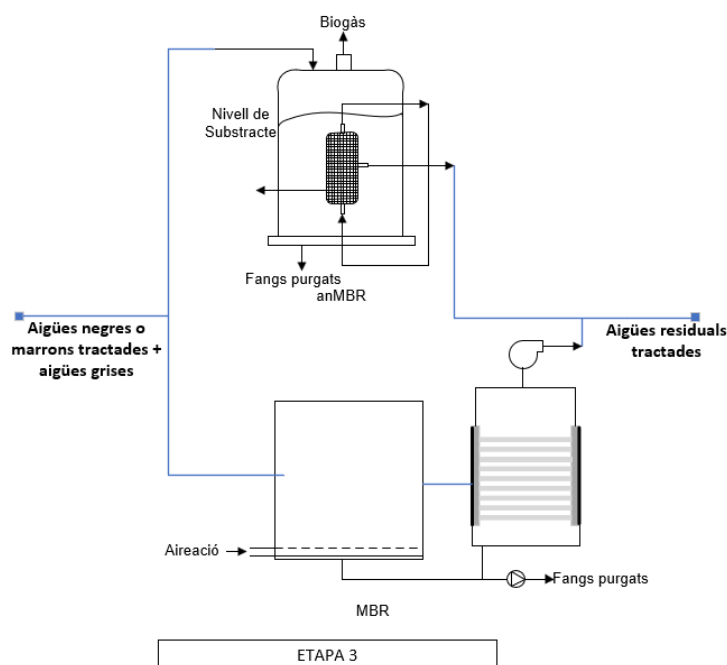 Biogàs
Nivell de
Substracte
Fangs purgats
anMBR
Aigües negres o
marrons tractades +
aigües grises
Aigües residuals
tractades
Aireació
Fangs purgats
MBR
ETAPA 3